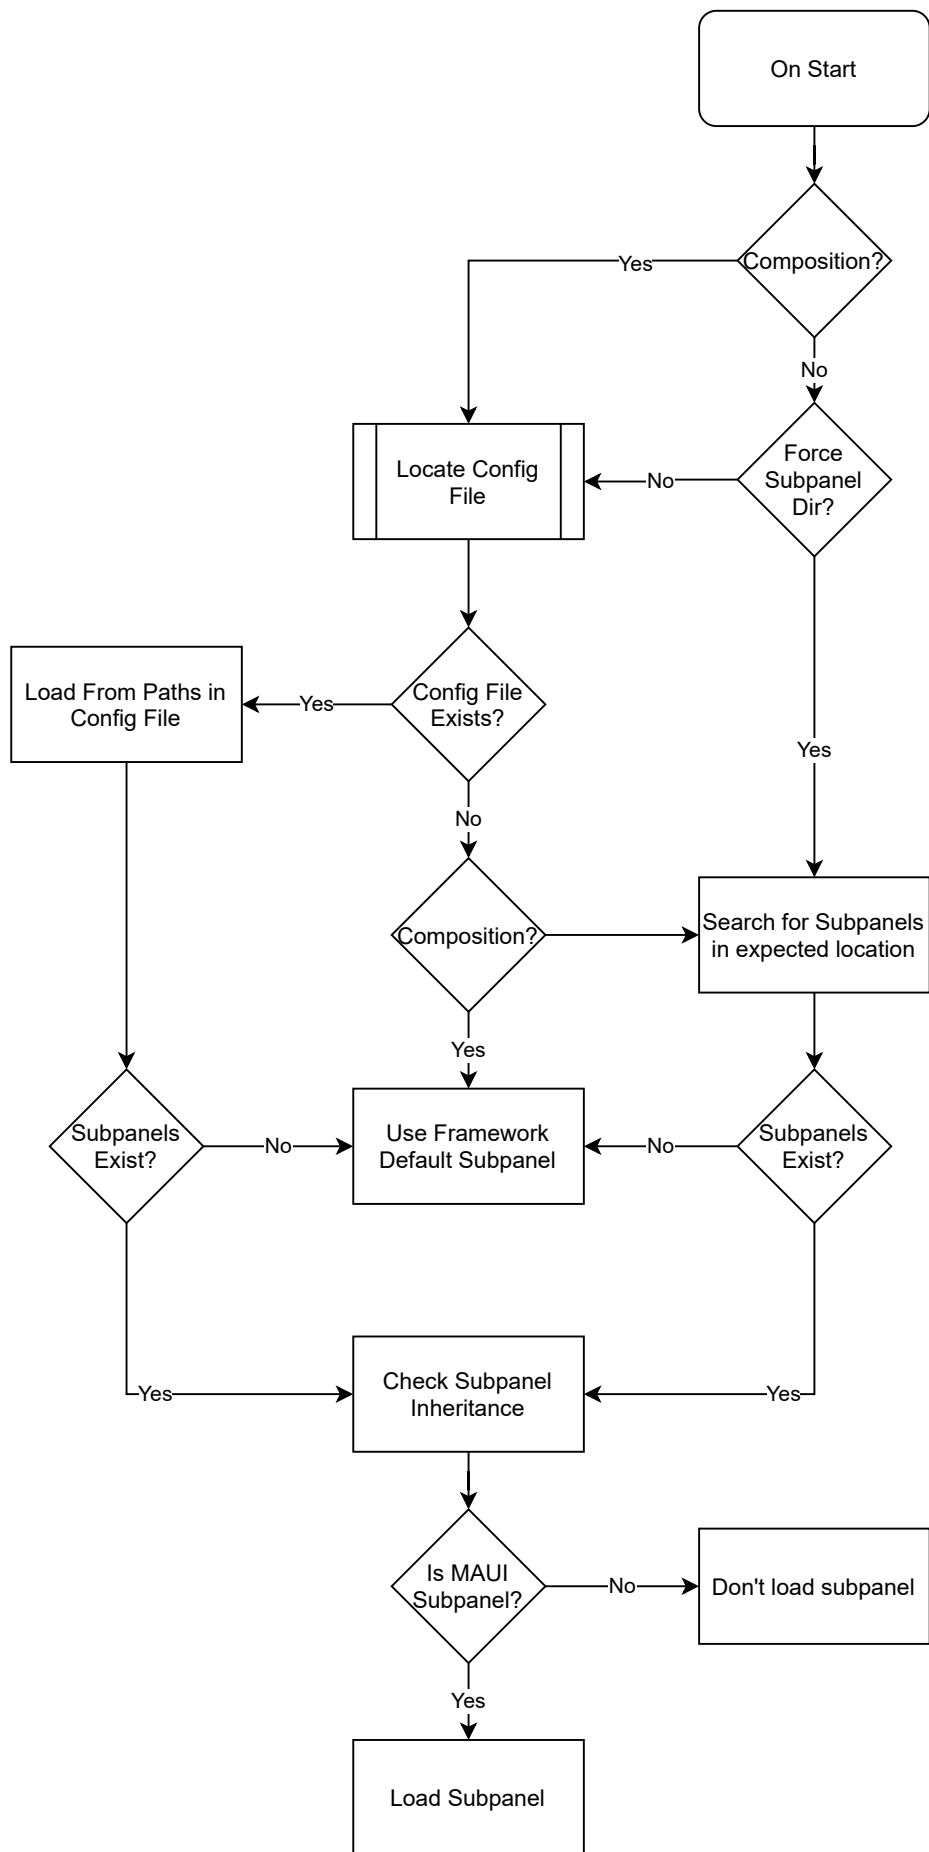 On Start
Composition?
Yes
No
Force
Subpanel
Dir?
No
Locate Config
File
Load From Paths in
Config File
Yes
Config File
Exists?
Yes
No
Composition?
Search for Subpanels
in expected location
Yes
Subpanels
Exist?
No
Use Framework
Default Subpanel
No
Subpanels
Exist?
Yes
Check Subpanel
Inheritance
Yes
Is MAUI
Subpanel?
No
Don't load subpanel
Yes
Load Subpanel